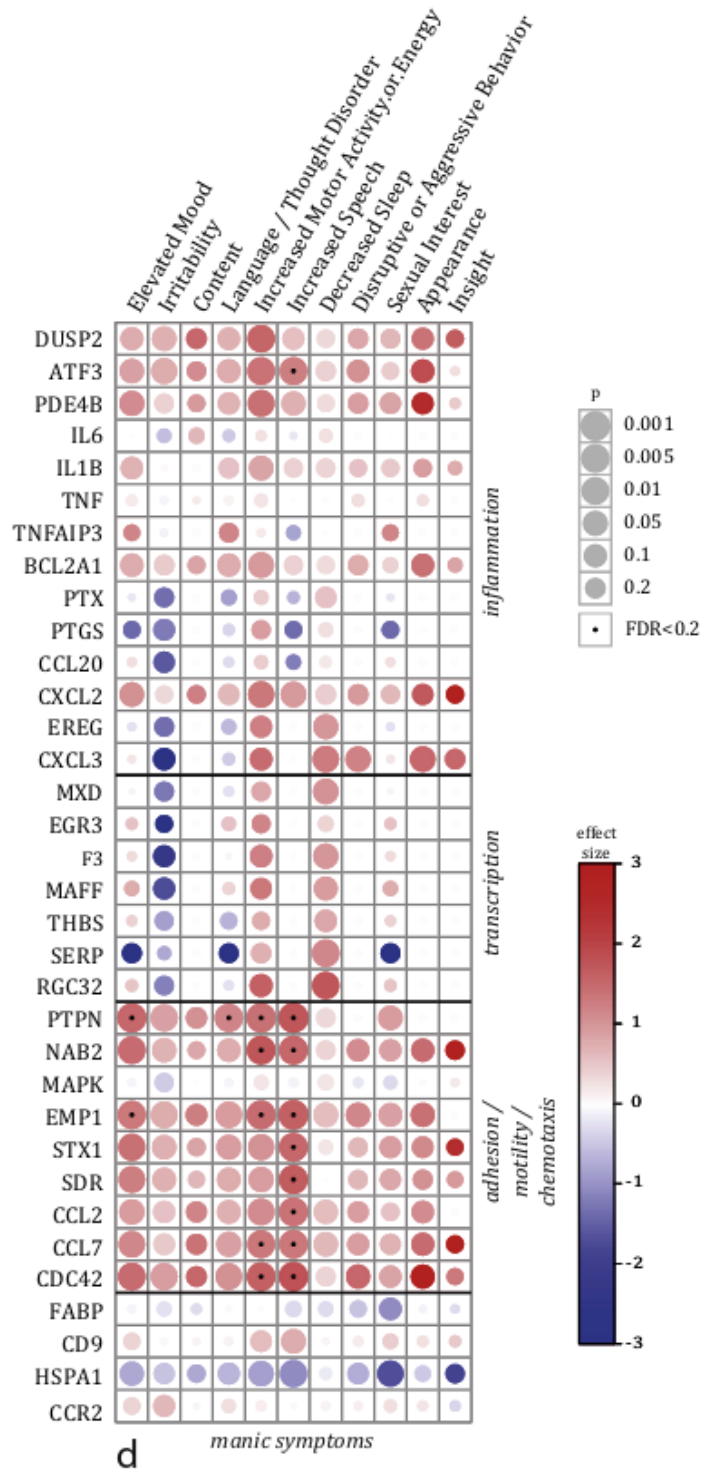 Elevated Mood
Irritability
Content
Language / Thought Disorder
Increased Motor Activity.or.Energy
Increased Speech
Decreased Sleep
Disruptive or Aggressive Behavior
Sexual Interest
Appearance
Insight
DUSP2
ATF3
PDE4B
IL6
IL1B
TNF
TNFAIP3
BCL2A1
PTX
PTGS
CCL20
CXCL2
EREG
CXCL3
MXD
EGR3
F3
MAFF
THBS
SERP
RGC32
PTPN
NAB2
MAPK
EMP1
STX1
SDR
CCL2
CCL7
CDC42
FABP
CD9
HSPA1
CCR2
inflammation
transcription
adhesion /
motility /
chemotaxis
p
0.001
0.005
0.01
0.05
0.1
0.2
FDR<0.2
effect
size
3
2
1
0
-1
-2
-3
manic symptoms
d